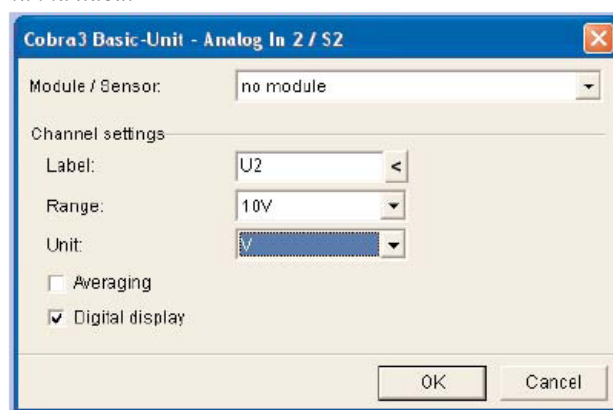 Cobra3 Basic-Unit - Analog In 2 / S2
Module / Sensor: no module
Channel settings
Label: U2 <
Range: 10V
Unit: V
Averaging
Digital display
OK Cancel